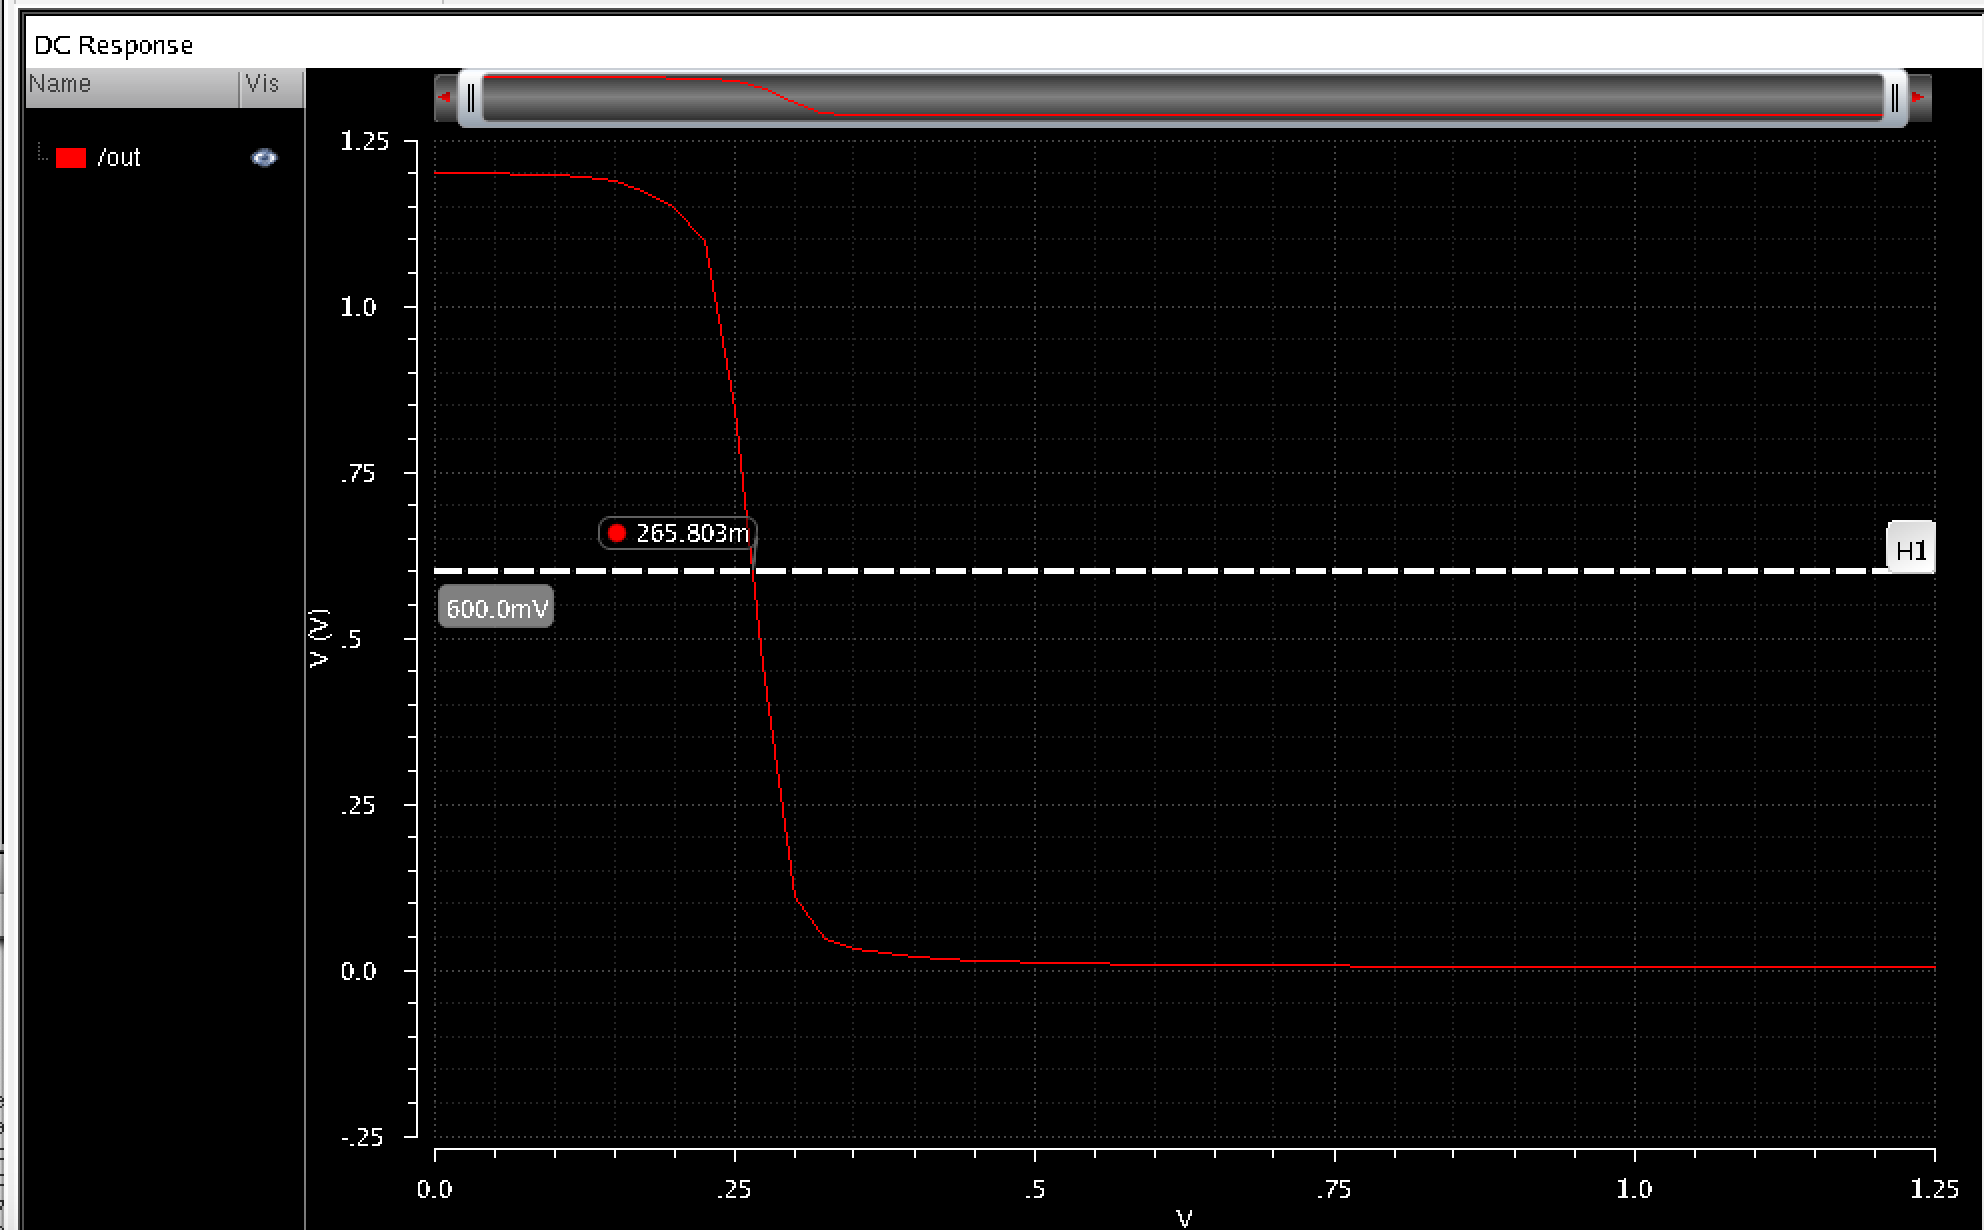 DC Response
Name Vis
/out
1.25
1.0
.75
265.803m
H1
600.0mV
V (V)
.5
.25
0.0
-.25
0.0 .25 .5 .75 1.0 1.25
V